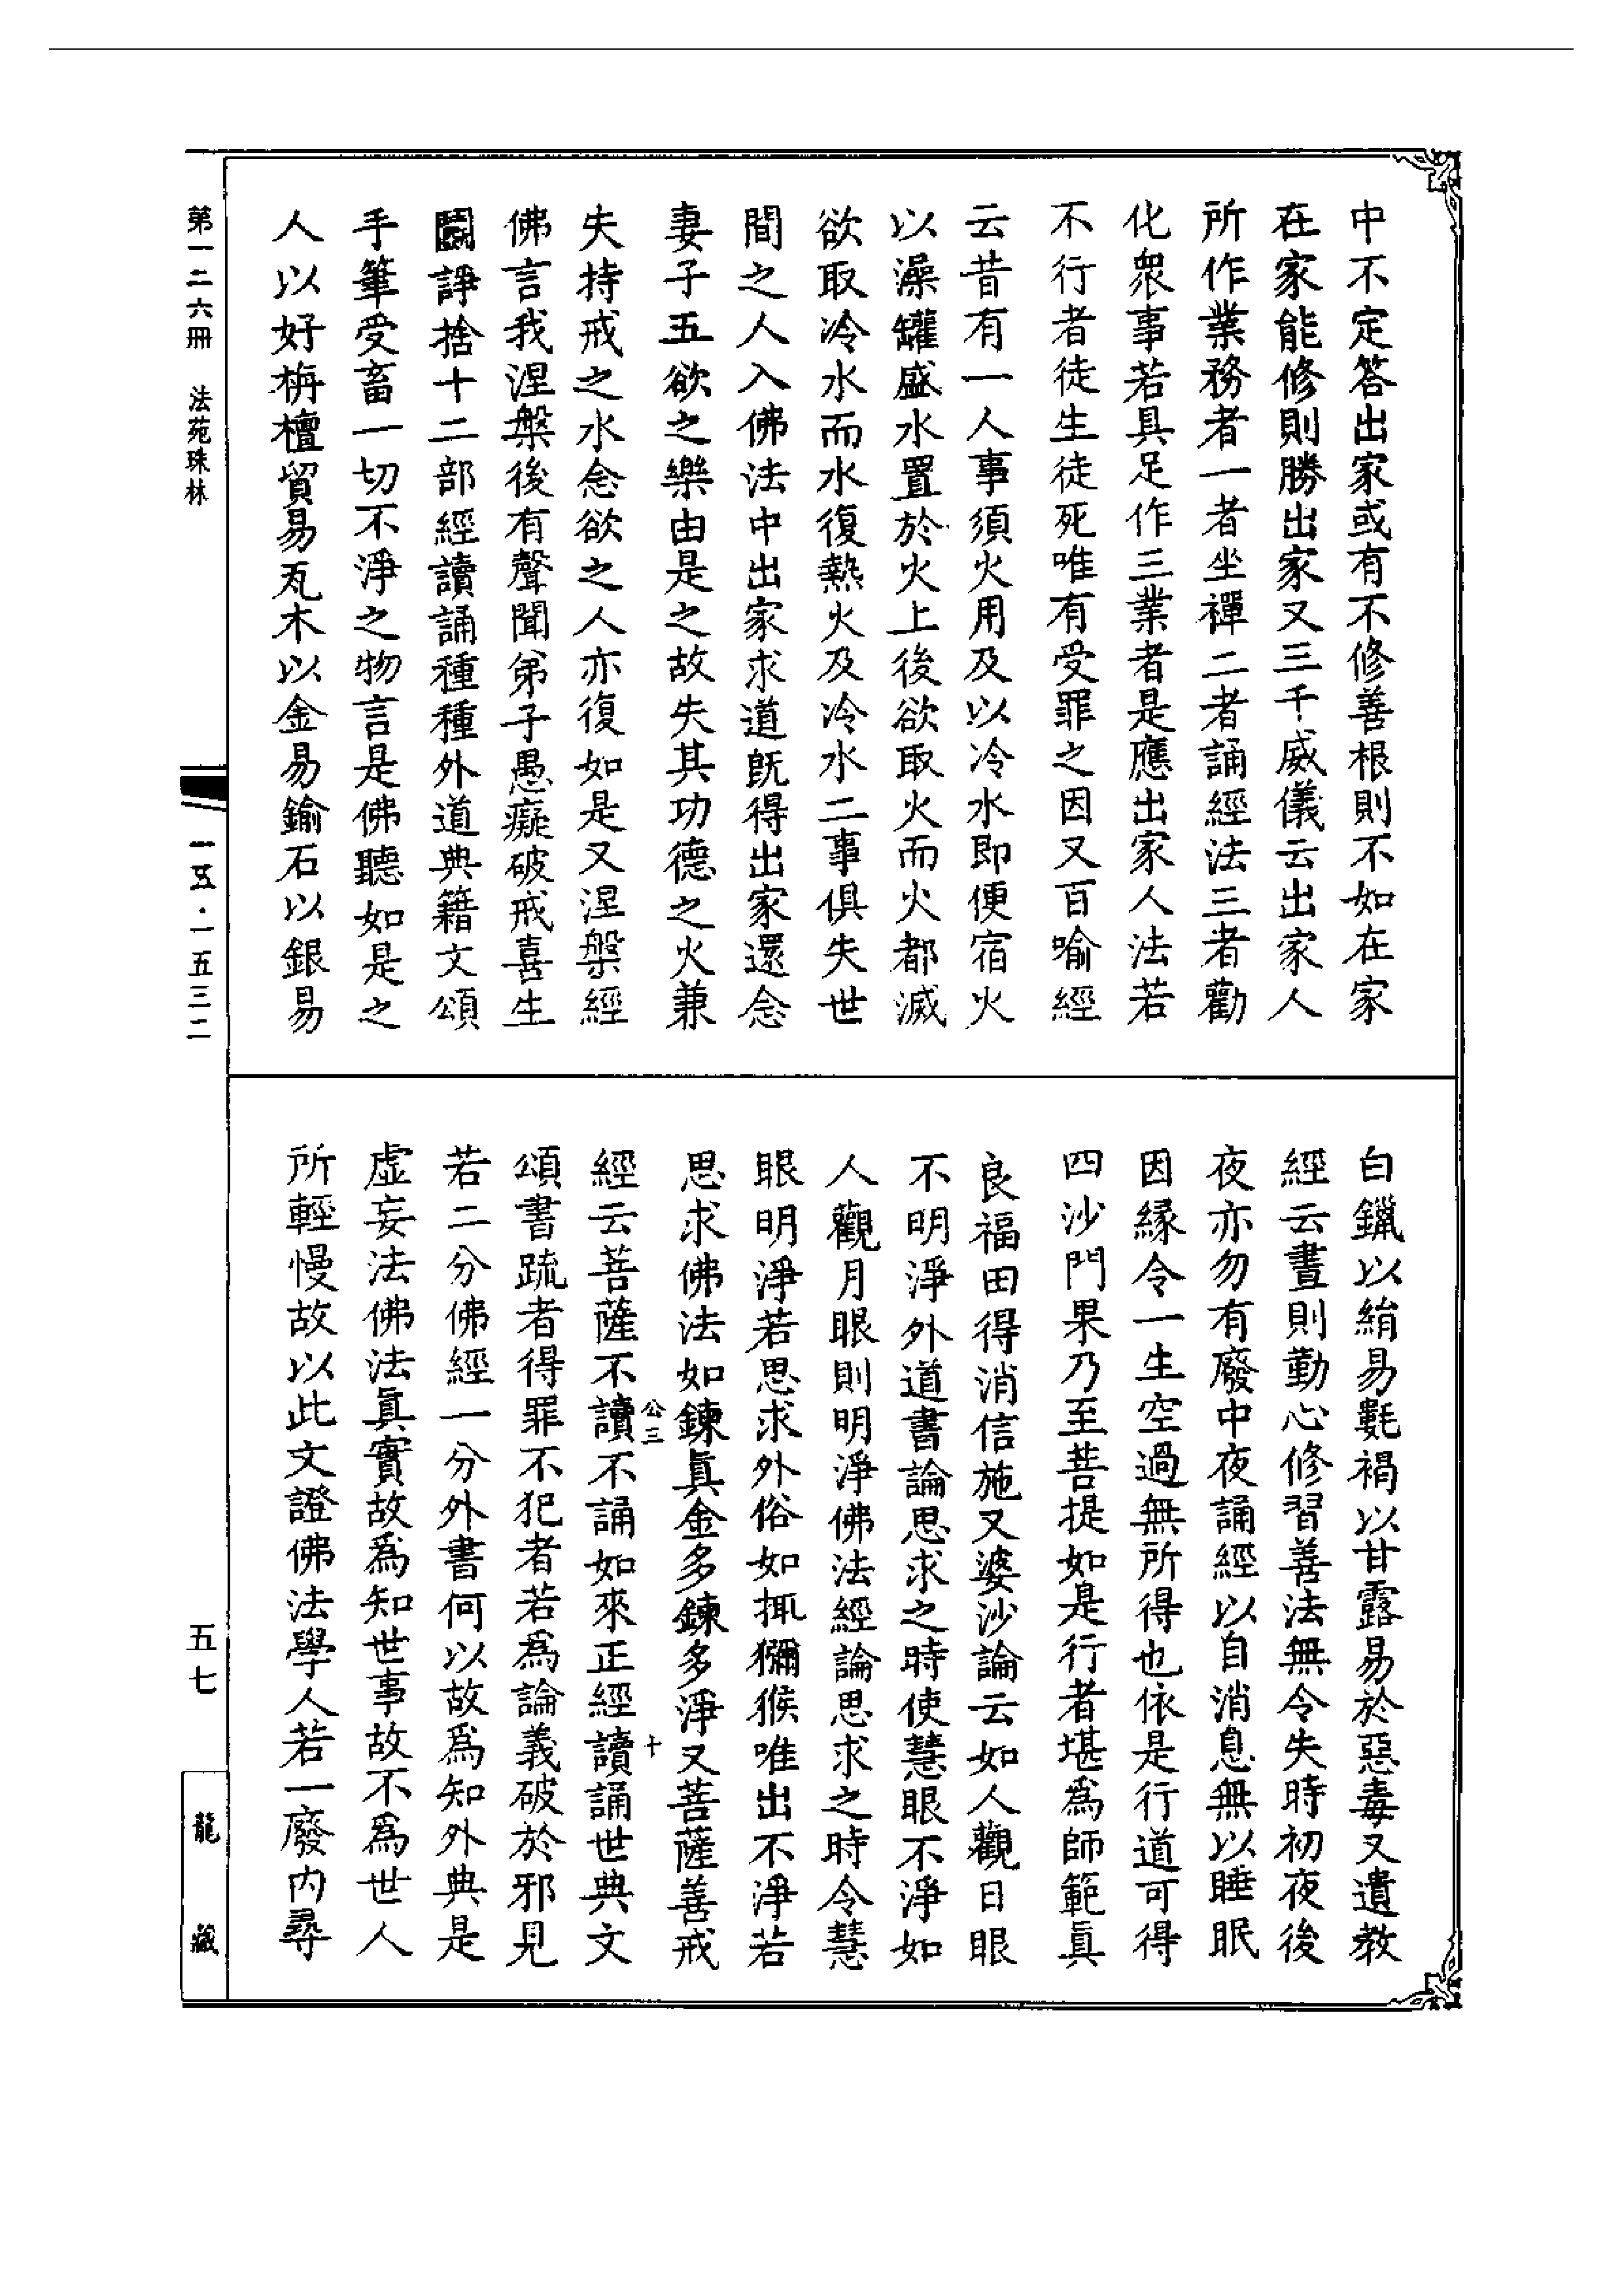 中不定答出家或有不修善根則不如在家
在家能修則勝出家又三千威儀云出家人
所作業務者一者坐禪二者誦經法三者勸
化衆事若具足作三業者是應出家人法若
不行者徒生徒死唯有受罪之因又百喻經
云昔有一人事須火用及以冷水即便宿火
以澡罐盛水置於火上後欲取火而火都滅
欲取冷水而水復熱火及冷水二事俱失世
間之人入佛法中出家求道旣得出家還念
妻子五欲之樂由是之故失其功德之火兼
失持戒之水念欲之人亦復如是又涅槃經
佛言我涅槃後有聲聞弟子愚癡破戒喜生
鬪諍捨十二部經讀誦種種外道典籍文頌
手筆受畜一切不淨之物言是佛聽如是之
人以好栴檀貿易瓦木以金易鍮石以銀易
白鑞以絹易氀褐以甘露易於惡毒又遺教
經云晝則勤心修習善法無令失時初夜後
夜亦勿有廢中夜誦經以自消息無以睡眠
因緣令一生空過無所得也依是行道可得
四沙門果乃至菩提如是行者堪爲師範眞
良福田得消信施又婆沙論云如人觀日眼
不明淨外道書論思求之時使慧眼不淨如
人觀月眼則明淨佛法經論思求之時令慧
眼明淨若思求外俗如搔獼猴唯出不淨若
思求佛法如鍊眞金多鍊多淨又菩薩善戒
公三
十
經云菩薩不讀不誦如來正經讀誦世典文
頌書疏者得罪不犯者若爲論義破於邪見
若二分佛經一分外書何以故爲知外典是
虛妄法佛法眞實故爲知世事故不爲世人
所輕慢故以此文證佛法學人若一廢內尋
第一二六冊 法苑珠林
一五·一五三二
五七
龍藏